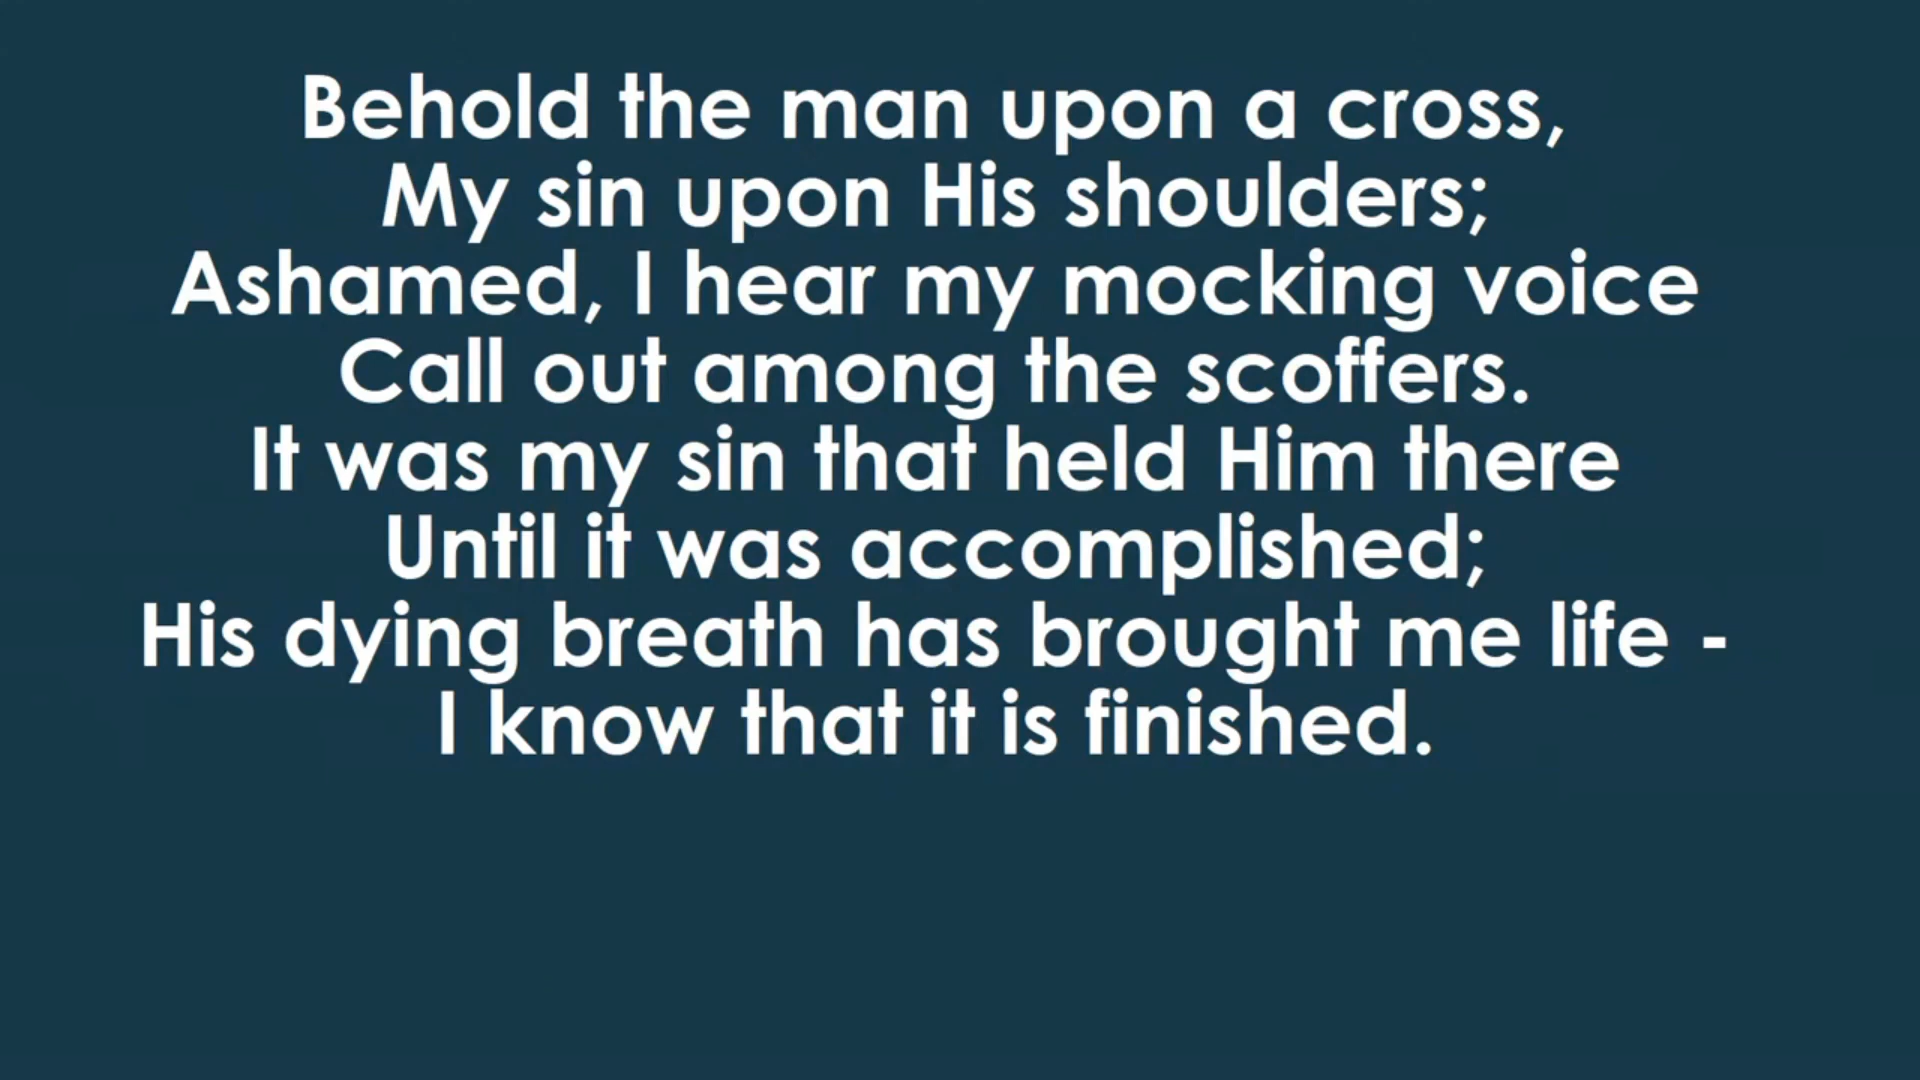 Behold the man upon a cross,
My sin upon His shoulders;
Ashamed, I hear my mocking voice
Call out among the scoffers.
It was my sin that held Him there
Until it was accomplished;
His dying breath has brought me life -
I know that it is finished.